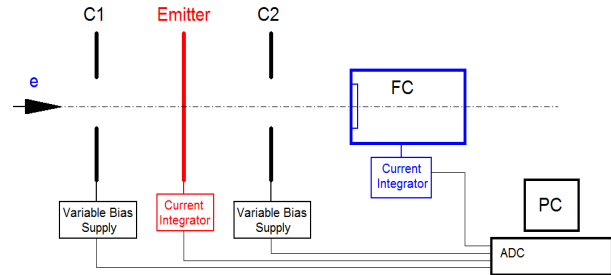 C1
Emitter
C2
e
FC
Current
Integrator
Variable Bias
Supply
Current
Integrator
Variable Bias
Supply
PC
ADC